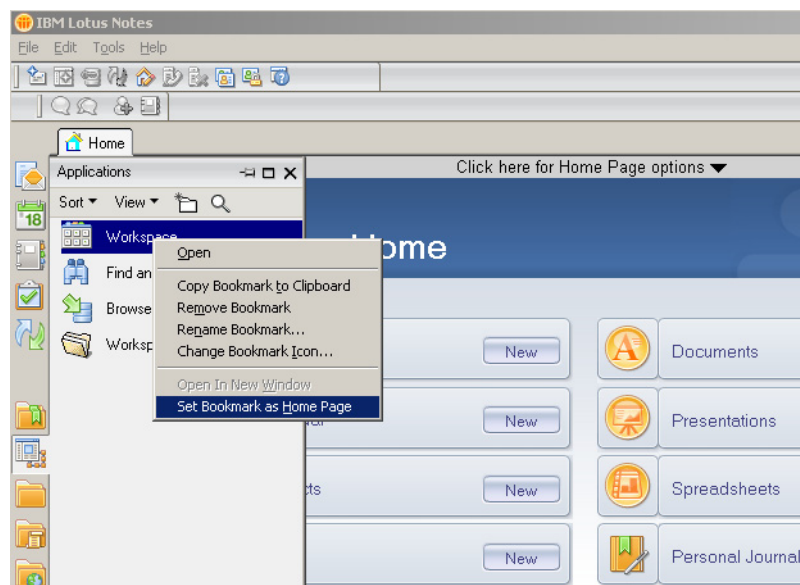 IBM Lotus Notes
File Edit Tools Help
Home
Applications
Click here for Home Page options
Sort View
18
Workspace
Home
Open
Find an
Copy Bookmark to Clipboard
Browse
Remove Bookmark
Rename Bookmark...
Worksp
Change Bookmark Icon...
New
Documents
Open In New Window
Set Bookmark as Home Page
New
Presentations
New
Spreadsheets
New
Personal Journal